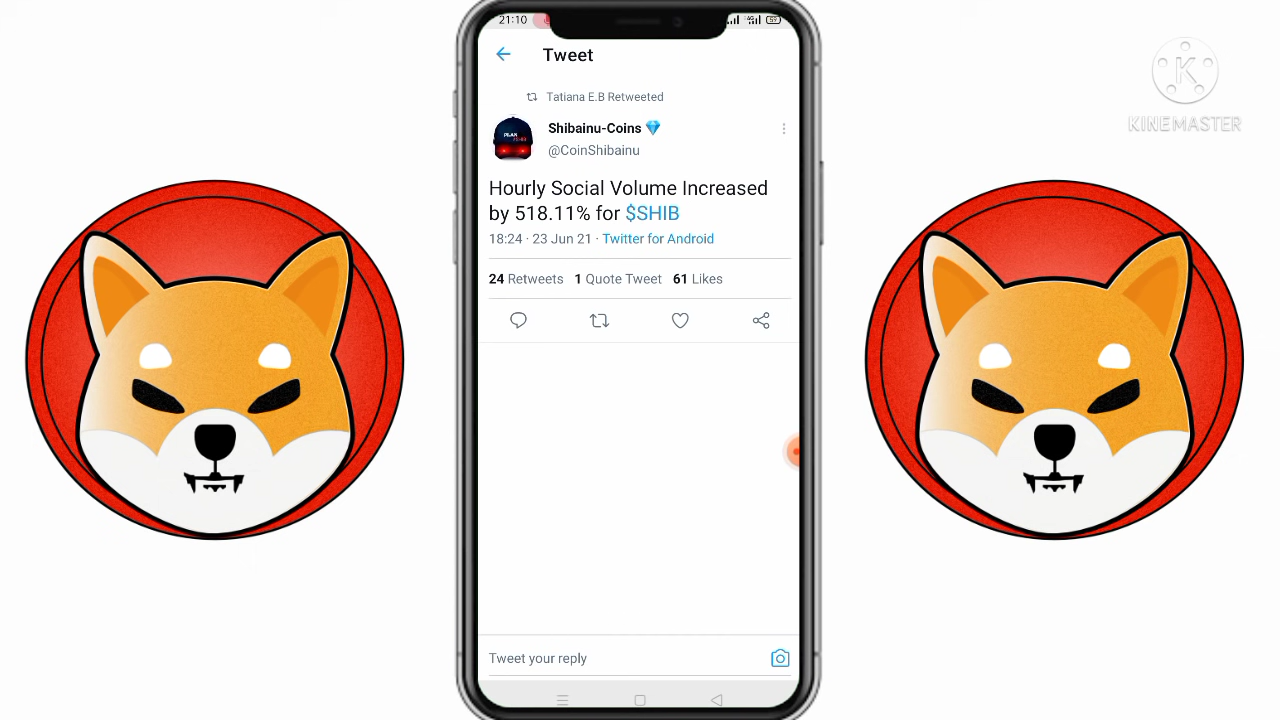 21:10
Tweet
Tatiana E.B Retweeted
Shibainu-Coins 💎
@CoinShibainu
Hourly Social Volume Increased
by 518.11% for $SHIB
18:24 · 23 Jun 21 · Twitter for Android
24 Retweets 1 Quote Tweet 61 Likes
Tweet your reply
K
KINEMASTER
PLAN